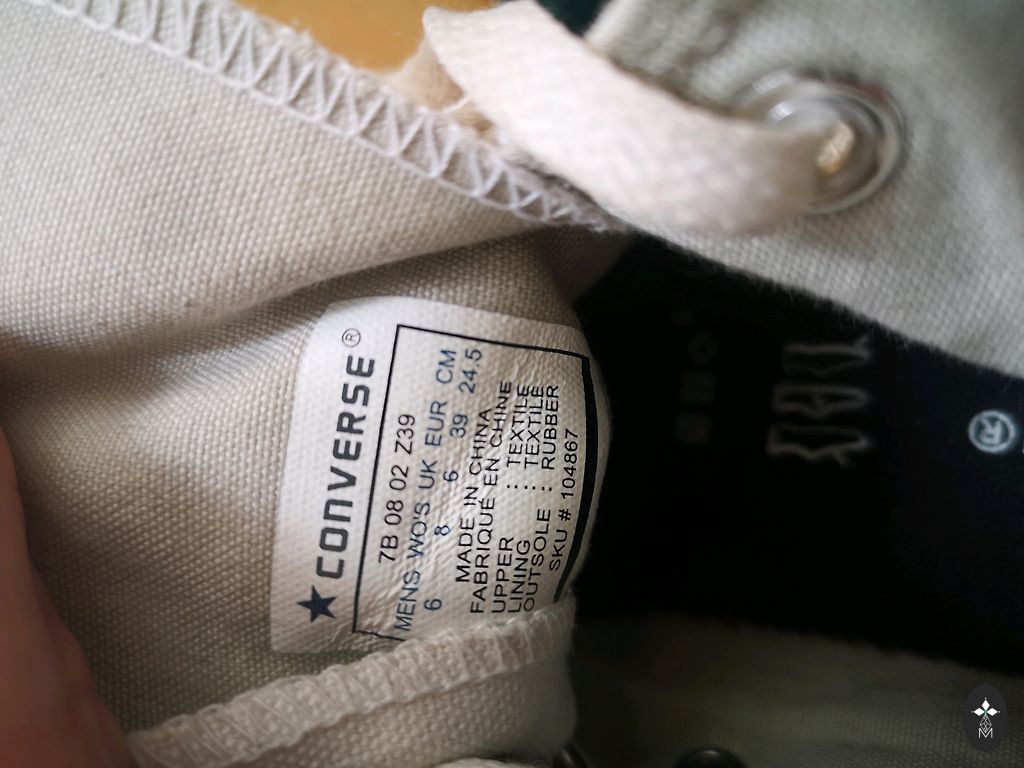 ★CONVERSE®
7B 08 02 Z39
MENS WO'S UK EUR CM
6 8 6 39 24.5
MADE IN CHINA
FABRIQUÉ EN CHINE
UPPER : TEXTILE
LINING : TEXTILE
OUTSOLE : RUBBER
SKU # 104867
®